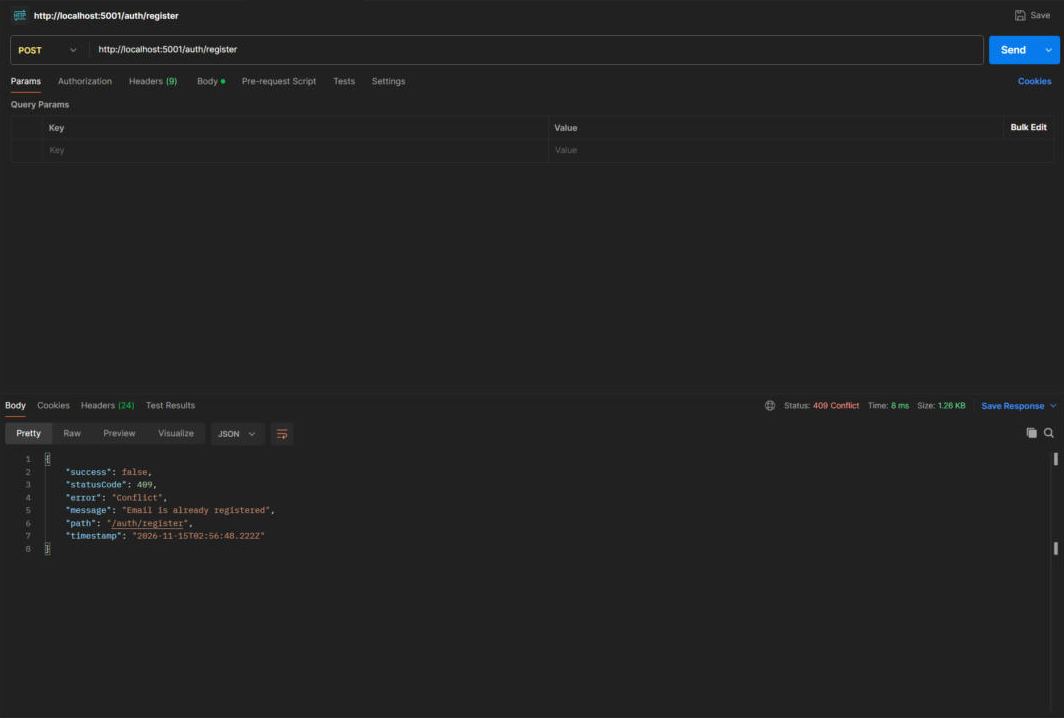 HTTP http://localhost:5001/auth/register Save
POST http://localhost:5001/auth/register Send
Params Authorization Headers (9) Body Pre-request Script Tests Settings Cookies
Query Params
Key Value Bulk Edit
Key Value
Body Cookies Headers (24) Test Results Status: 409 Conflict Time: 8 ms Size: 1.26 KB Save Response
Pretty Raw Preview Visualize JSON
1 {
2 "success": false,
3 "statusCode": 409,
4 "error": "Conflict",
5 "message": "Email is already registered",
6 "path": "/auth/register",
7 "timestamp": "2026-11-15T02:56:48.222Z"
8 }